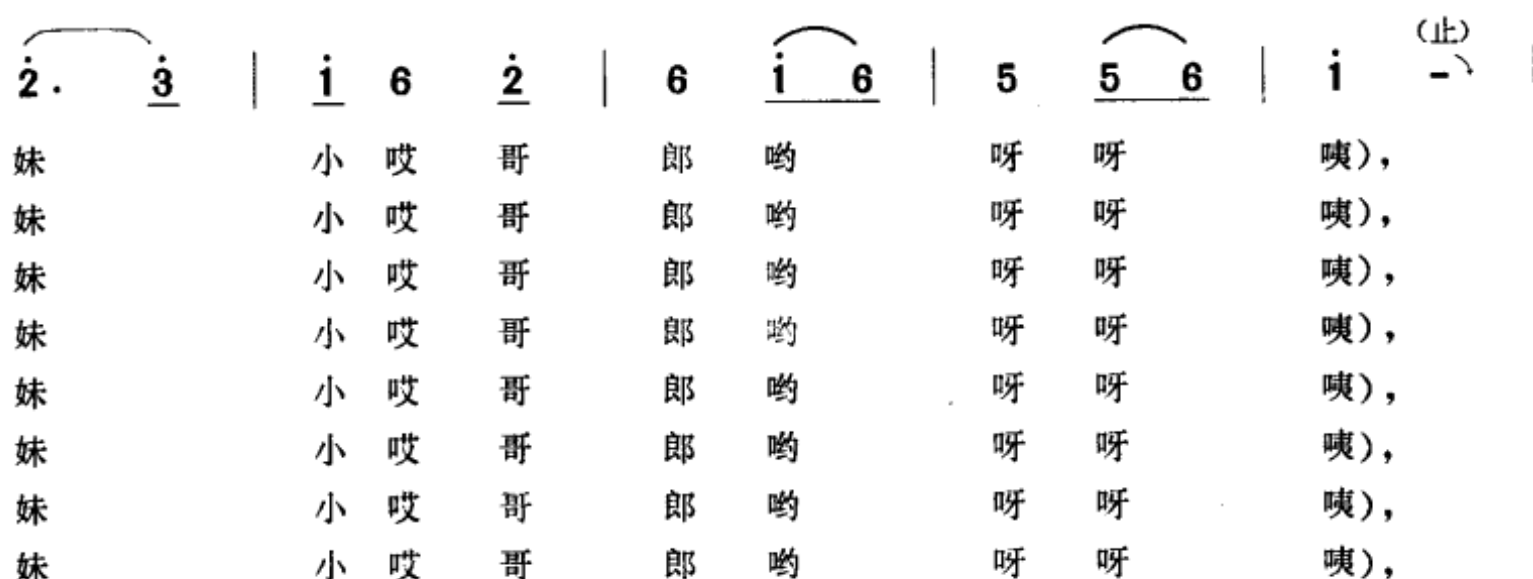 (止)
2̇. 3̇ | 1̇ 6 2̇ | 6 1̇ 6 | 5 5 6 | 1̇ - |
妹 小 哎 哥 郎 哟 呀 呀 咦),
妹 小 哎 哥 郎 哟 呀 呀 咦),
妹 小 哎 哥 郎 哟 呀 呀 咦),
妹 小 哎 哥 郎 哟 呀 呀 咦),
妹 小 哎 哥 郎 哟 呀 呀 咦),
妹 小 哎 哥 郎 哟 呀 呀 咦),
妹 小 哎 哥 郎 哟 呀 呀 咦),
妹 小 哎 哥 郎 哟 呀 呀 咦),